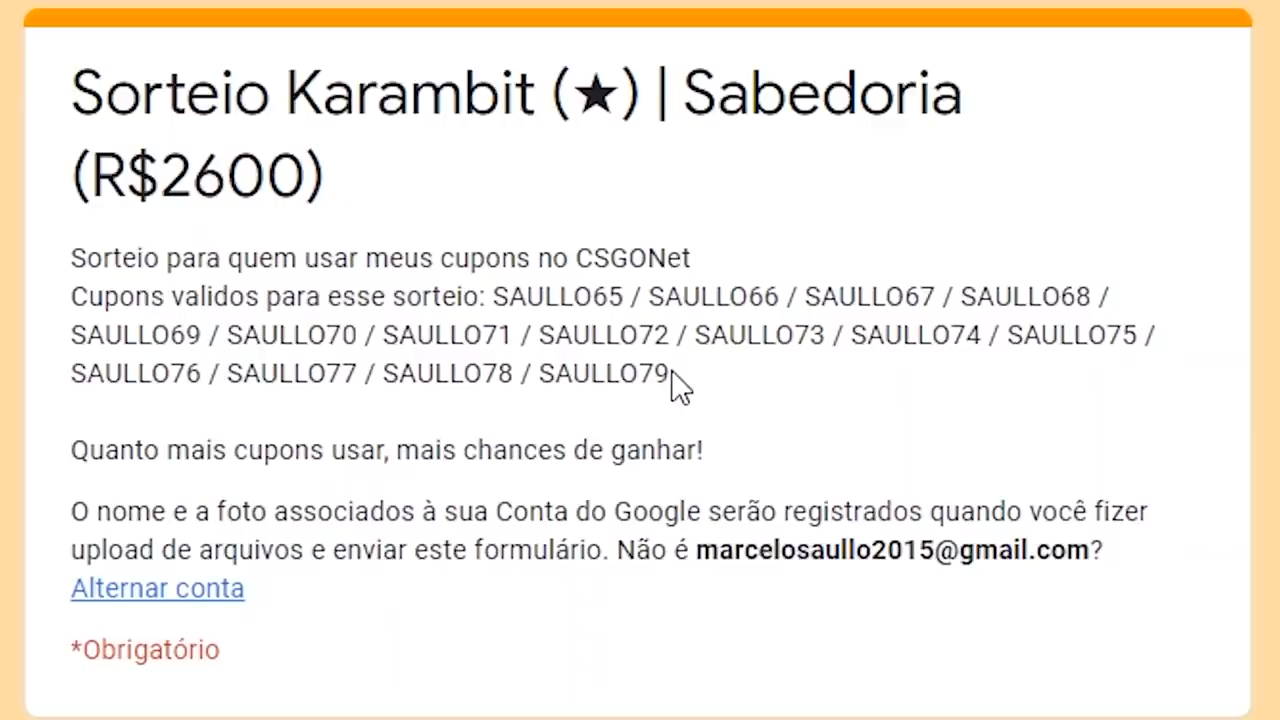 Sorteio Karambit (★) | Sabedoria
(R$2600)
Sorteio para quem usar meus cupons no CSGONet
Cupons validos para esse sorteio: SAULLO65 / SAULLO66 / SAULLO67 / SAULLO68 /
SAULLO69 / SAULLO70 / SAULLO71 / SAULLO72 / SAULLO73 / SAULLO74 / SAULLO75 /
SAULLO76 / SAULLO77 / SAULLO78 / SAULLO79
Quanto mais cupons usar, mais chances de ganhar!
O nome e a foto associados à sua Conta do Google serão registrados quando você fizer
upload de arquivos e enviar este formulário. Não é marcelosaullo2015@gmail.com?
Alternar conta
*Obrigatório